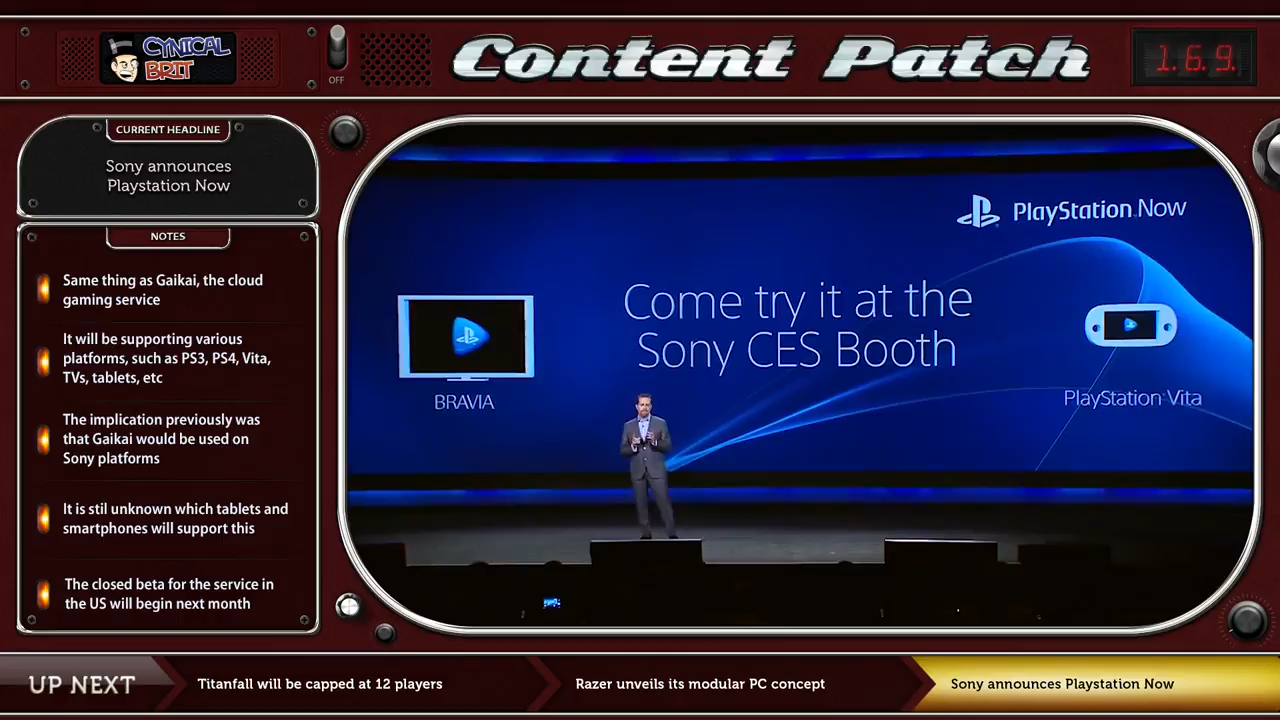 CYNICAL
BRIT
OFF
Content Patch
1.6.9.
CURRENT HEADLINE
Sony announces
Playstation Now
NOTES
Same thing as Gaikai, the cloud
gaming service
It will be supporting various
platforms, such as PS3, PS4, Vita,
TVs, tablets, etc
The implication previously was
that Gaikai would be used on
Sony platforms
It is stil unknown which tablets and
smartphones will support this
The closed beta for the service in
the US will begin next month
PlayStation Now
Come try it at the
Sony CES Booth
BRAVIA
PlayStation Vita
UP NEXT
Titanfall will be capped at 12 players
Razer unveils its modular PC concept
Sony announces Playstation Now